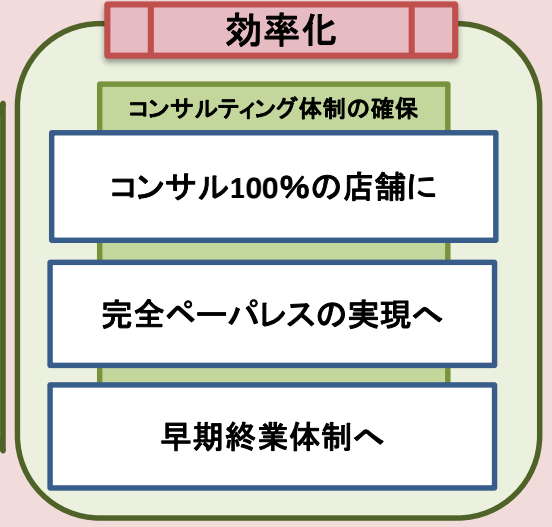 効率化
コンサルティング体制の確保
コンサル100%の店舗に
完全ペーパレスの実現へ
早期終業体制へ